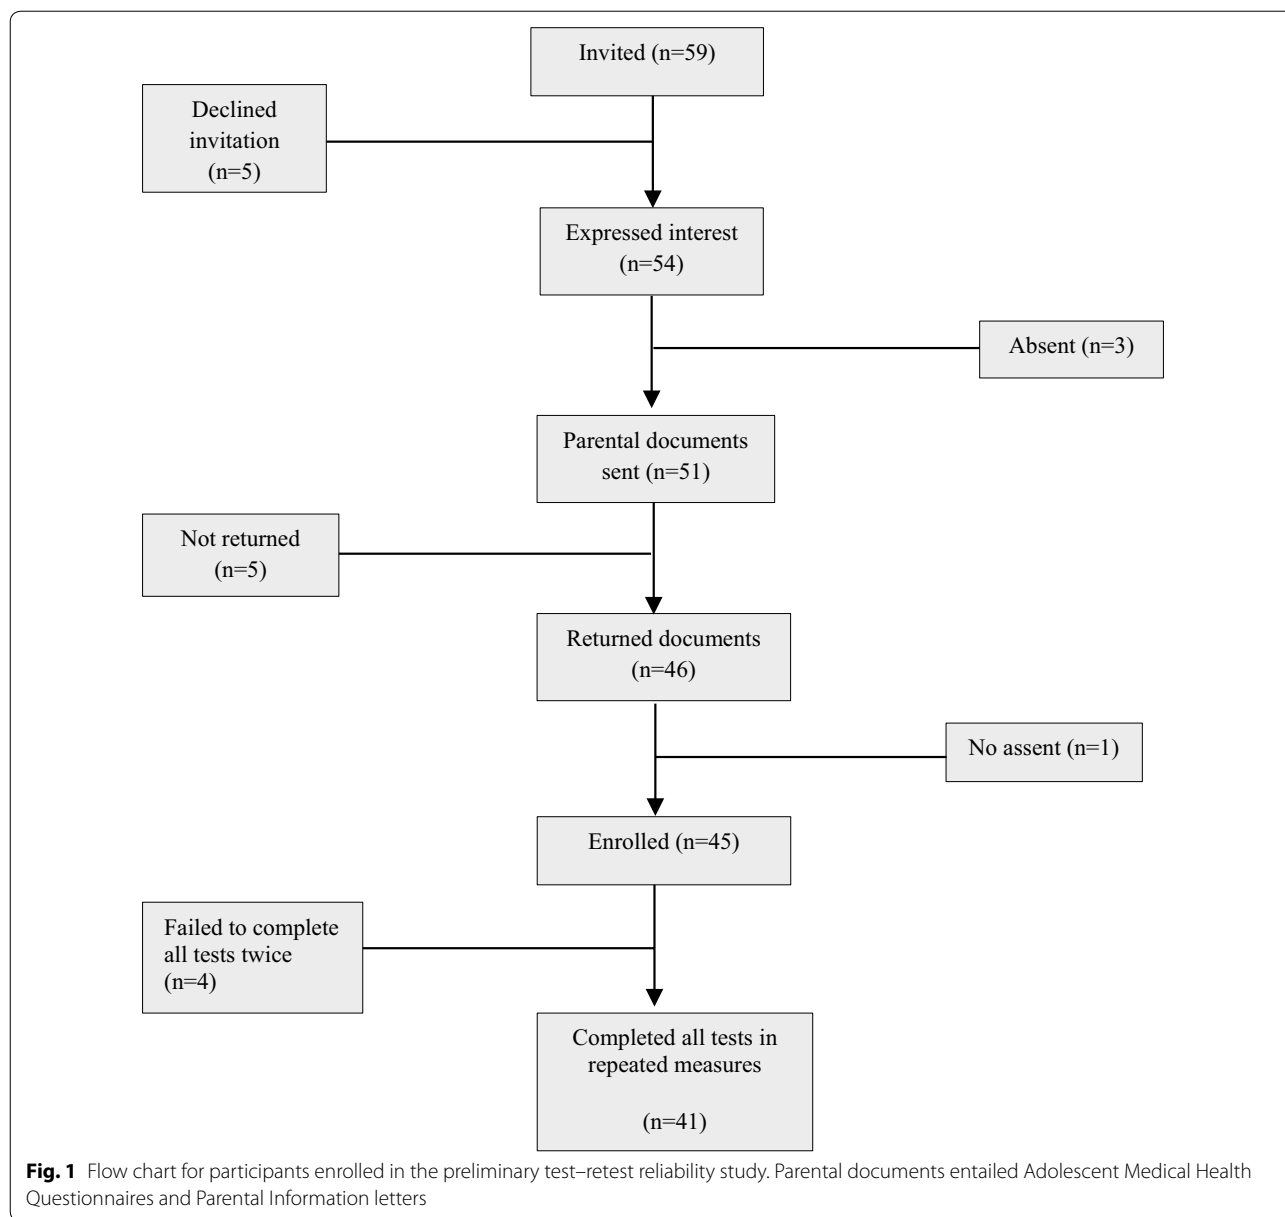 Invited (n=59)
Declined
invitation
(n=5)
Expressed interest
(n=54)
Absent (n=3)
Parental documents
sent (n=51)
Not returned
(n=5)
Returned documents
(n=46)
No assent (n=1)
Enrolled (n=45)
Failed to complete
all tests twice
(n=4)
Completed all tests in
repeated measures
(n=41)
Fig. 1 Flow chart for participants enrolled in the preliminary test–retest reliability study. Parental documents entailed Adolescent Medical Health
Questionnaires and Parental Information letters